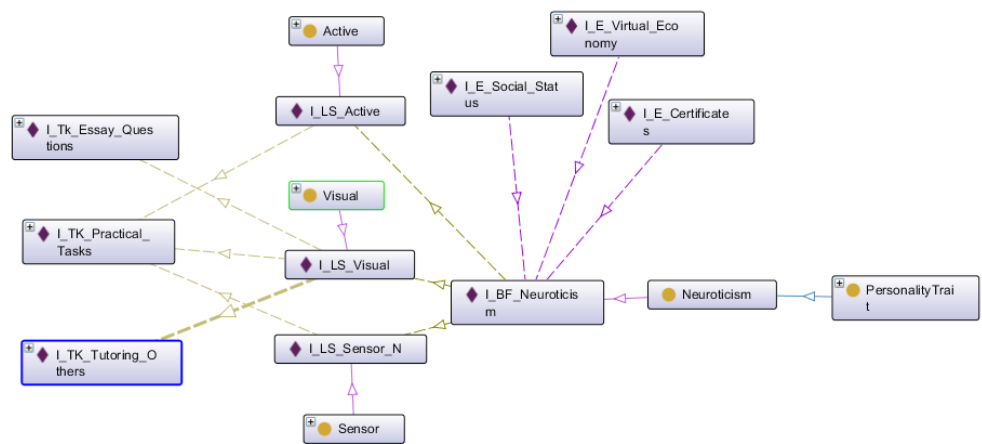 Active
I_E_Virtual_Eco
nomy
I_E_Social_Stat
us
I_LS_Active
I_E_Certificate
s
I_Tk_Essay_Ques
tions
Visual
I_TK_Practical_
Tasks
I_LS_Visual
I_BF_Neuroticis
m
Neuroticism
PersonalityTrai
t
I_TK_Tutoring_O
thers
I_LS_Sensor_N
Sensor